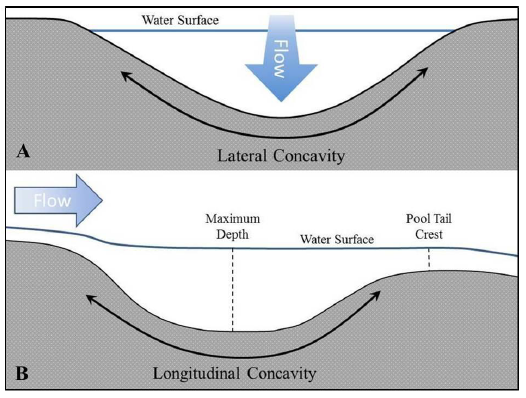 Water Surface
Flow
A
Lateral Concavity
Flow
Maximum
Depth
Water Surface
Pool Tail
Crest
B
Longitudinal Concavity